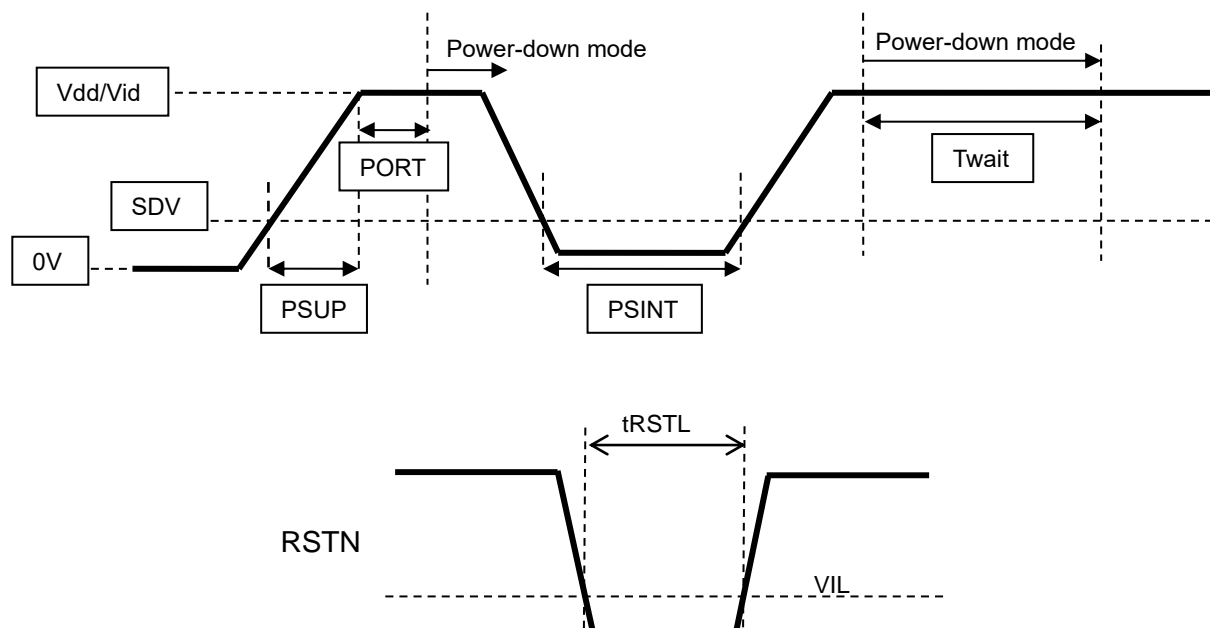 Power-down mode
Power-down mode
Vdd/Vid
PORT
Twait
SDV
0V
PSUP
PSINT
tRSTL
RSTN
VIL